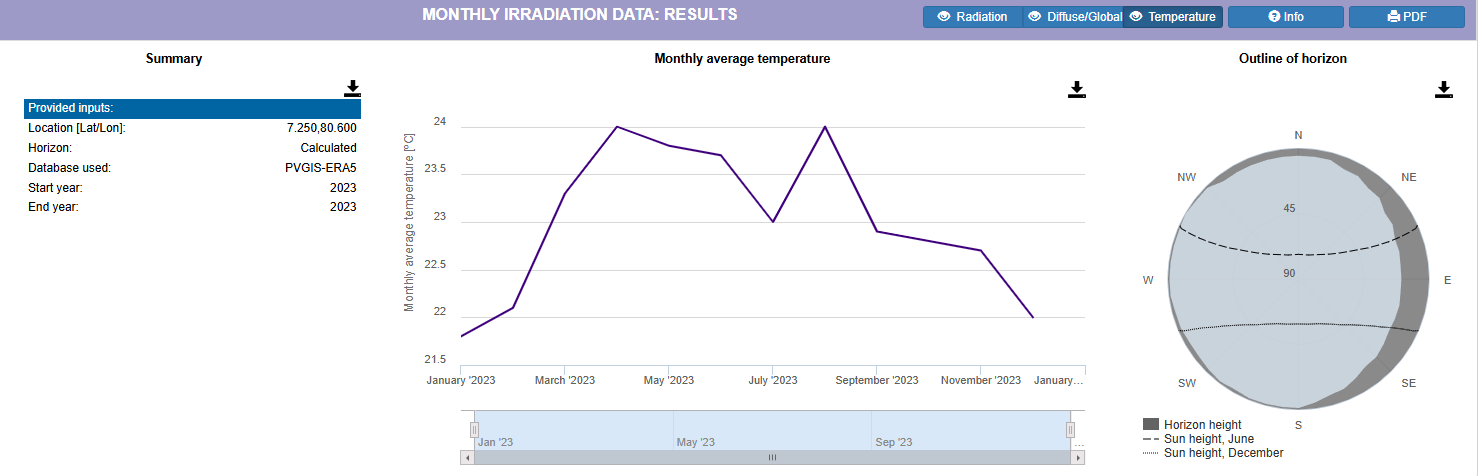 MONTHLY IRRADIATION DATA: RESULTS
Radiation
Diffuse/Global
Temperature
Info
PDF
Summary
Provided inputs:
Location [Lat/Lon]: 7.250,80.600
Horizon: Calculated
Database used: PVGIS-ERA5
Start year: 2023
End year: 2023
Monthly average temperature
Monthly average temperature [°C]
24
23.5
23
22.5
22
21.5
January '2023 March '2023 May '2023 July '2023 September '2023 November '2023 January...
Jan '23 May '23 Sep '23 ...
Outline of horizon
N
NW NE
45
90
W E
SW SE
S
Horizon height
Sun height, June
Sun height, December